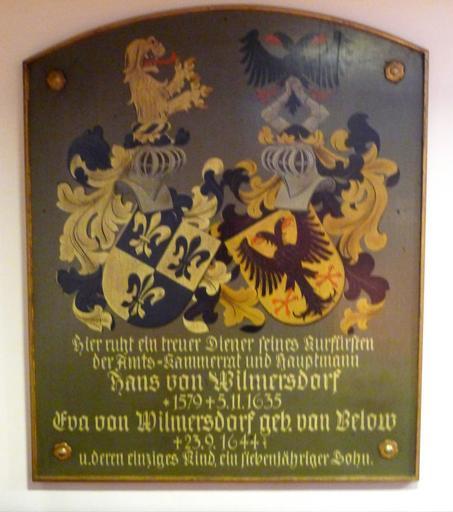 Hier ruht ein treuer Diener seines Kurfürsten
der Amts-Kammerrat und Hauptmann
Hans von Wilmersdorf
* 1579 + 5.11.1635
Eva von Wilmersdorf geb. von Below
+ 23.9. 1644
u. deren einziges Kind, ein siebenjähriger Sohn.